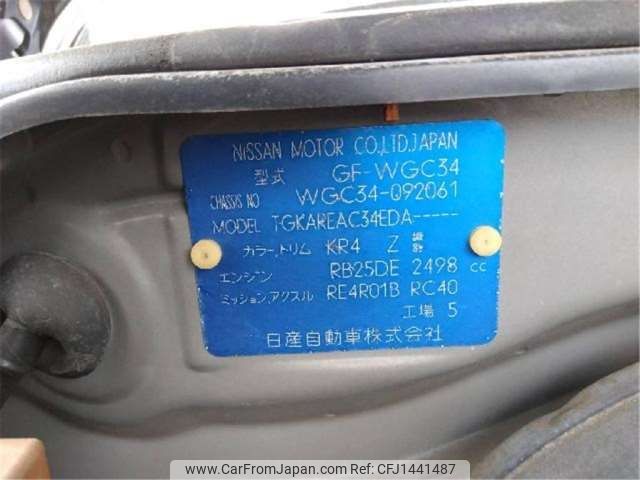 NISSAN MOTOR CO.,LTD.JAPAN
型式 GF-WGC34
CHASSIS NO WGC34-092061
MODEL TGKAREAC34EDA-----
カラー,トリム KR4 Z
エンジン RB25DE 2498 cc
ミッション,アクスル RE4R01B RC40
工場 5
日産自動車株式会社
www.CarFromJapan.com | ID: CFJ1441487